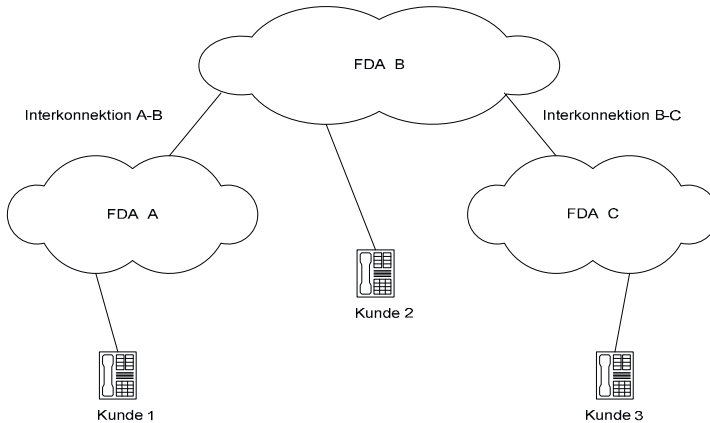 FDA B
Interkonnektion A-B
Interkonnektion B-C
FDA A
FDA C
Kunde 2
Kunde 1
Kunde 3